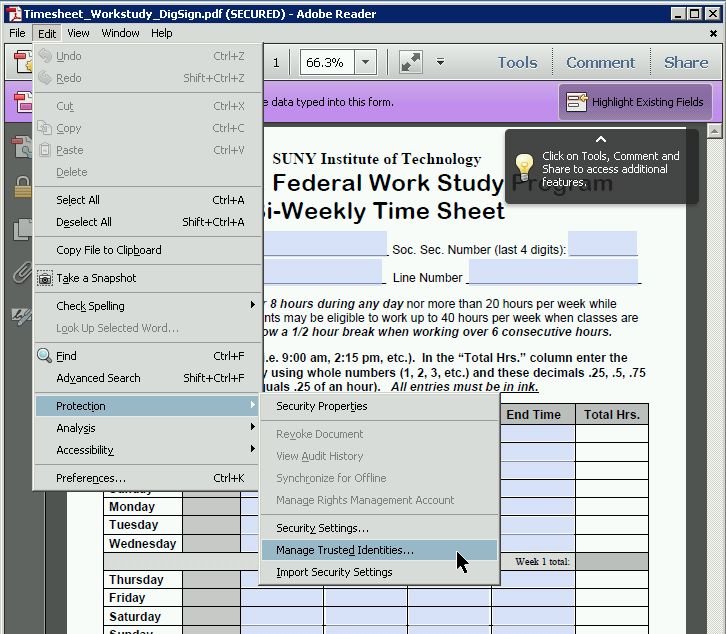 Timesheet_Workstudy_DigSign.pdf (SECURED) - Adobe Reader
File Edit View Window Help
1 66.3% Tools Comment Share
e data typed into this form. Highlight Existing Fields
Undo Ctrl+Z
Redo Shift+Ctrl+Z
Cut Ctrl+X
Copy Ctrl+C
Paste Ctrl+V
Delete
Select All Ctrl+A
Deselect All Shift+Ctrl+A
Copy File to Clipboard
Take a Snapshot
Check Spelling
Look Up Selected Word...
Find Ctrl+F
Advanced Search Shift+Ctrl+F
Protection
Analysis
Accessibility
Preferences... Ctrl+K
Security Properties
Revoke Document
View Audit History
Synchronize for Offline
Manage Rights Management Account
Security Settings...
Manage Trusted Identities...
Import Security Settings
Click on Tools, Comment and
Share to access additional
features.
SUNY Institute of Technology
Federal Work Study Program
Bi-Weekly Time Sheet
Soc. Sec. Number (last 4 digits):
Line Number
r 8 hours during any day nor more than 20 hours per week while
nts may be eligible to work up to 40 hours per week when classes are
ow a 1/2 hour break when working over 6 consecutive hours.
i.e. 9:00 am, 2:15 pm, etc.). In the “Total Hrs.” column enter the
y using whole numbers (1, 2, 3, etc.) and these decimals .25, .5, .75
uals .25 of an hour). All entries must be in ink.
End Time Total Hrs.
Sunday
Monday
Tuesday
Wednesday
Week 1 total:
Thursday
Friday
Saturday
Sunday